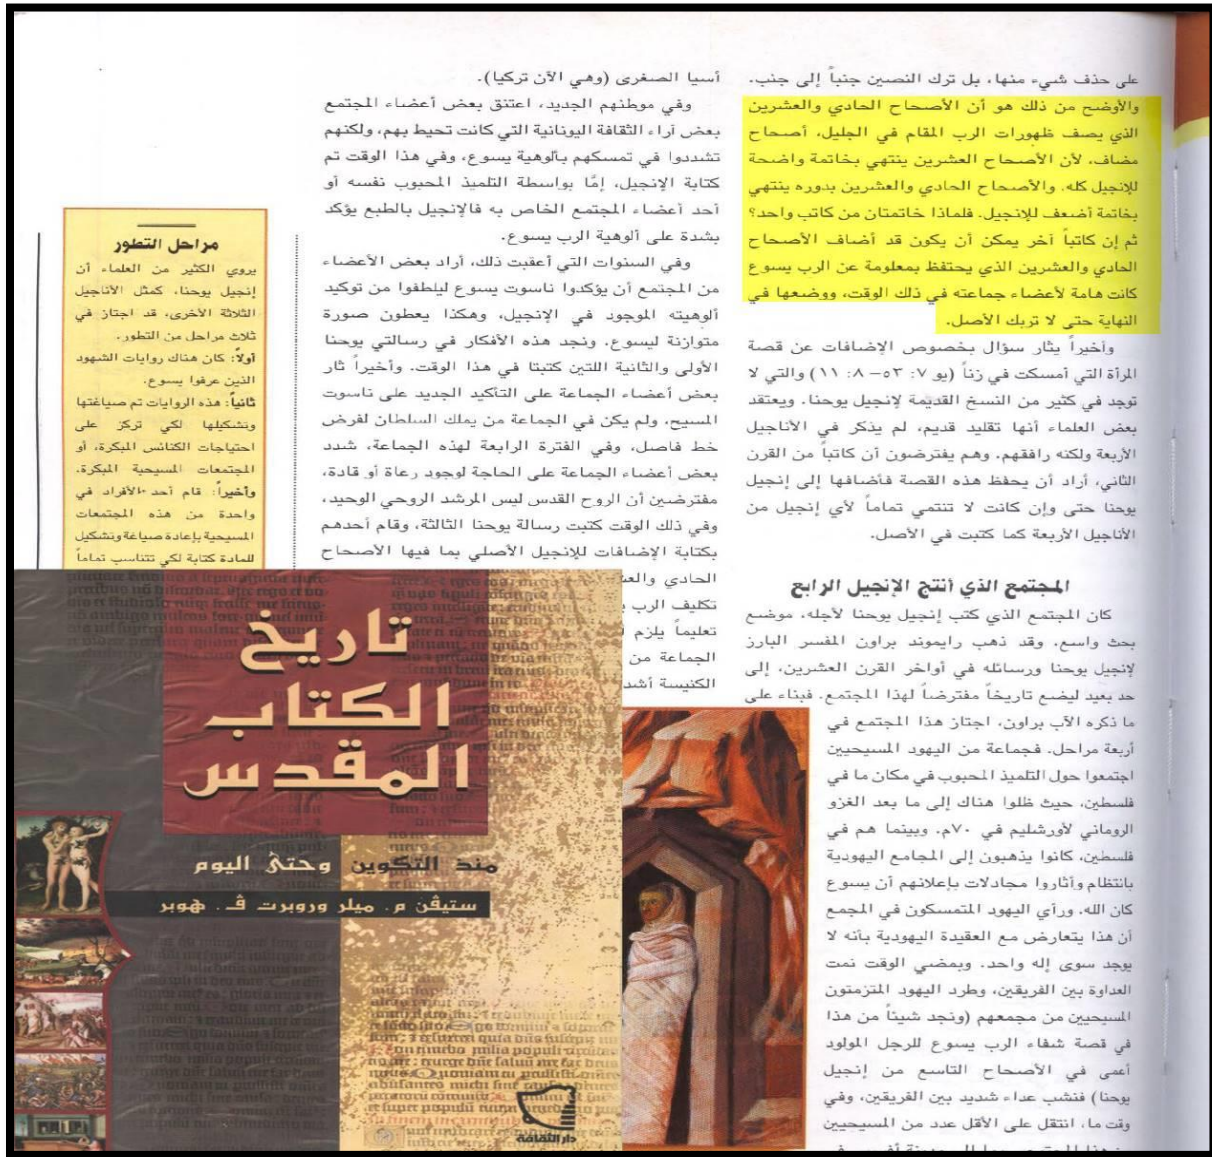 على حذف شيء منها، بل ترك النصين جنباً إلى جنب.
والأوضح من ذلك هو أن الأصحاح الحادي والعشرين
الذي يصف ظهورات الرب المقام في الجليل، أصحاح
مضاف، لأن الأصحاح العشرين ينتهي بخاتمة واضحة
للإنجيل كله. والأصحاح الحادي والعشرين بدوره ينتهي
بخاتمة أضعف للإنجيل. فلماذا خاتمتان من كاتب واحد؟
ثم إن كاتباً آخر يمكن أن يكون قد أضاف الأصحاح
الحادي والعشرين الذي يحتفظ بمعلومة عن الرب يسوع
كانت هامة لأعضاء جماعته في ذلك الوقت، ووضعها في
النهاية حتى لا تربك الأصل.
وأخيراً يثار سؤال بخصوص الإضافات عن قصة
المرأة التي أمسكت في زناً (يو ٧: ٥٣– ٨: ١١) والتي لا
توجد في كثير من النسخ القديمة لإنجيل يوحنا. ويعتقد
بعض العلماء أنها تقليد قديم، لم يذكر في الأناجيل
الأربعة ولكنه رافقهم. وهم يفترضون أن كاتباً من القرن
الثاني، أراد أن يحفظ هذه القصة فأضافها إلى إنجيل
يوحنا حتى وإن كانت لا تنتمي تماماً لأي إنجيل من
الأناجيل الأربعة كما كتبت في الأصل.
المجتمع الذي أنتج الإنجيل الرابع
كان المجتمع الذي كتب إنجيل يوحنا لأجله، موضع
بحث واسع، وقد ذهب رايموند براون المفسر البارز
لإنجيل يوحنا ورسائله في أواخر القرن العشرين، إلى
حد بعيد ليضع تاريخاً مفترضاً لهذا المجتمع. فبناء على
ما ذكره الآب براون، اجتاز هذا المجتمع في
أربعة مراحل. فجماعة من اليهود المسيحيين
اجتمعوا حول التلميذ المحبوب في مكان ما في
فلسطين، حيث ظلوا هناك إلى ما بعد الغزو
الروماني لأورشليم في ٧٠م. وبينما هم في
فلسطين، كانوا يذهبون إلى المجامع اليهودية
بانتظام وأثاروا مجادلات بإعلانهم أن يسوع
كان الله. ورأي اليهود المتمسكون في المجمع
أن هذا يتعارض مع العقيدة اليهودية بأنه لا
يوجد سوى إله واحد. وبمضي الوقت نمت
العداوة بين الفريقين، وطرد اليهود المتزمتون
المسيحيين من مجمعهم (ونجد شيئاً من هذا
في قصة شفاء الرب يسوع للرجل المولود
أعمى في الأصحاح التاسع من إنجيل
يوحنا) فنشب عداء شديد بين الفريقين، وفي
وقت ما، انتقل على الأقل عدد من المسيحيين
أسيا الصغرى (وهي الآن تركيا).
وفي موطنهم الجديد، اعتنق بعض أعضاء المجتمع
بعض آراء الثقافة اليونانية التي كانت تحيط بهم، ولكنهم
تشددوا في تمسكهم بألوهية يسوع، وفي هذا الوقت تم
كتابة الإنجيل، إمَّا بواسطة التلميذ المحبوب نفسه أو
أحد أعضاء المجتمع الخاص به فالإنجيل بالطبع يؤكد
بشدة على ألوهية الرب يسوع.
وفي السنوات التي أعقبت ذلك، أراد بعض الأعضاء
من المجتمع أن يؤكدوا ناسوت يسوع ليلطفوا من توكيد
ألوهيته الموجود في الإنجيل، وهكذا يعطون صورة
متوازنة ليسوع. ونجد هذه الأفكار في رسالتي يوحنا
الأولى والثانية اللتين كتبتا في هذا الوقت. وأخيراً ثار
بعض أعضاء الجماعة على التأكيد الجديد على ناسوت
المسيح، ولم يكن في الجماعة من يملك السلطان لفرض
خط فاصل، وفي الفترة الرابعة لهذه الجماعة، شدد
بعض أعضاء الجماعة على الحاجة لوجود رعاة أو قادة،
مفترضين أن الروح القدس ليس المرشد الروحي الوحيد،
وفي ذلك الوقت كتبت رسالة يوحنا الثالثة، وقام أحدهم
بكتابة الإضافات للإنجيل الأصلي بما فيها الأصحاح
الحادي
تكليف الرب
تعليماً يلزم
الجماعة من
الكنيسة
مراحل التطور
يروي الكثير من العلماء أن
إنجيل يوحنا، كمثل الأناجيل
الثلاثة الأخرى، قد اجتاز في
ثلاث مراحل من التطور.
أولاً: كان هناك روايات الشهود
الذين عرفوا يسوع.
ثانياً: هذه الروايات تم صياغتها
وتشكيلها لكي تركز على
احتياجات الكنائس المبكرة، أو
المجتمعات المسيحية المبكرة.
وأخيراً: قام أحد الأفراد في
واحدة من هذه المجتمعات
المسيحية بإعادة صياغة وتشكيل
للمادة كتابة لكي تتناسب تماماً
تاريخ
الكتاب
المقدس
منذ التكوين وحتى اليوم
ستيڤن م. ميلر وروبرت ڤ. هوبر
دار الثقافة